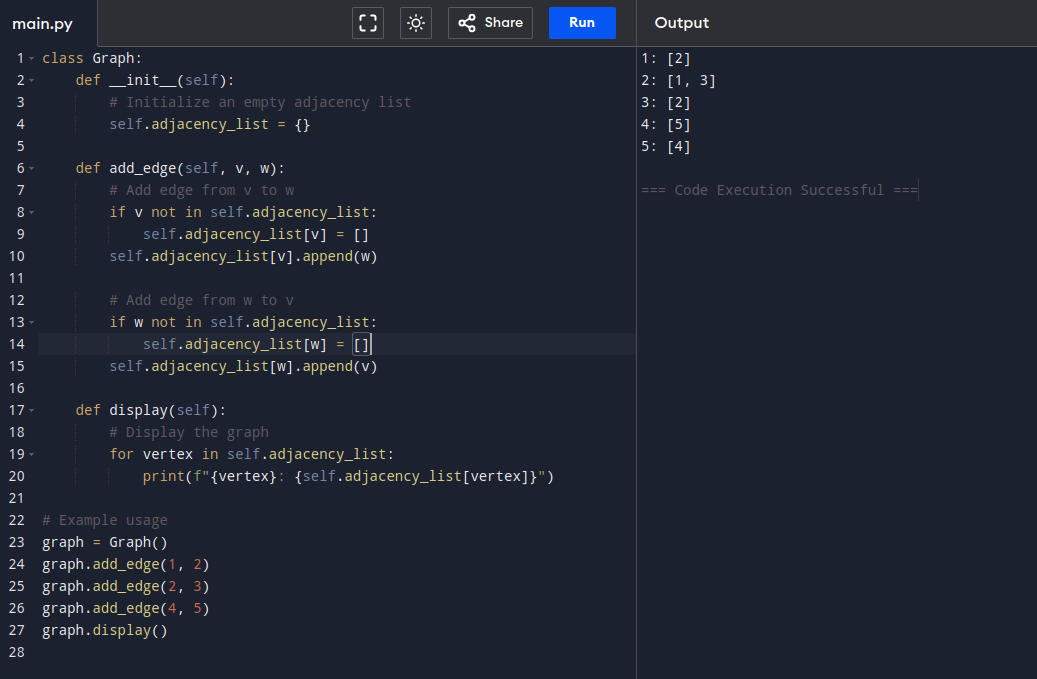 main.py
Share
Run
Output
1 class Graph:
2     def __init__(self):
3         # Initialize an empty adjacency list
4         self.adjacency_list = {}
5
6     def add_edge(self, v, w):
7         # Add edge from v to w
8         if v not in self.adjacency_list:
9             self.adjacency_list[v] = []
10         self.adjacency_list[v].append(w)
11
12         # Add edge from w to v
13         if w not in self.adjacency_list:
14             self.adjacency_list[w] = []
15         self.adjacency_list[w].append(v)
16
17     def display(self):
18         # Display the graph
19         for vertex in self.adjacency_list:
20             print(f"{vertex}: {self.adjacency_list[vertex]}")
21
22 # Example usage
23 graph = Graph()
24 graph.add_edge(1, 2)
25 graph.add_edge(2, 3)
26 graph.add_edge(4, 5)
27 graph.display()
28
1: [2]
2: [1, 3]
3: [2]
4: [5]
5: [4]
=== Code Execution Successful ===